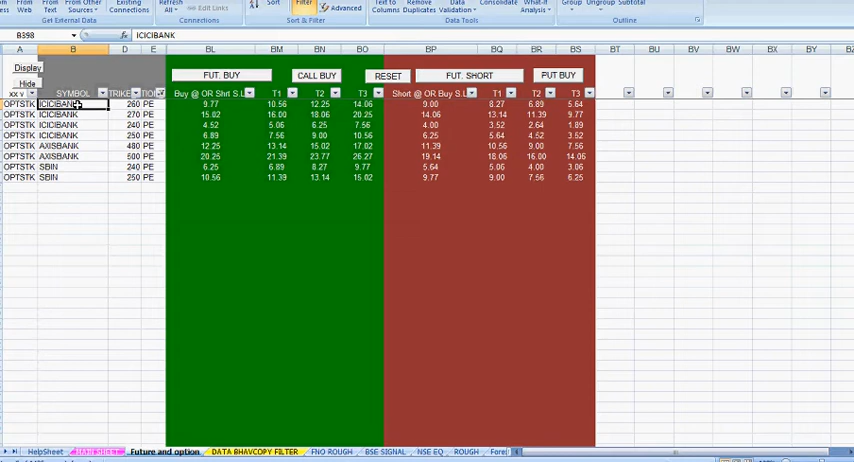 From From From Other Existing Refresh Sort Filter Text to Remove Data Consolidate What-If Group Ungroup Subtotal
Web Text Sources Connections All Edit Links Advanced Columns Duplicates Validation Analysis
Get External Data Connections Sort & Filter Data Tools Outline
B398 fx ICICIBANK
A B D E BL BM BN BO BP BQ BR BS BT BU BV BW BX BY BZ
Display FUT. BUY CALL BUY RESET FUT. SHORT PUT BUY
Hide
XX V SYMBOL TRIKE TIOI Buy @ OR Shrt S.L T1 T2 T3 Short @ OR Buy S.L T1 T2 T3
OPTSTK ICICIBANK 260 PE 9.77 10.56 12.25 14.06 9.00 8.27 6.89 5.64
OPTSTK ICICIBANK 270 PE 15.02 16.00 18.06 20.25 14.06 13.14 11.39 9.77
OPTSTK ICICIBANK 240 PE 4.52 5.06 6.25 7.56 4.00 3.52 2.64 1.89
OPTSTK ICICIBANK 250 PE 6.89 7.56 9.00 10.56 6.25 5.64 4.52 3.52
OPTSTK AXISBANK 480 PE 12.25 13.14 15.02 17.02 11.39 10.56 9.00 7.56
OPTSTK AXISBANK 500 PE 20.25 21.39 23.77 26.27 19.14 18.06 16.00 14.06
OPTSTK SBIN 240 PE 6.25 6.89 8.27 9.77 5.64 5.06 4.00 3.06
OPTSTK SBIN 250 PE 10.56 11.39 13.14 15.02 9.77 9.00 7.56 6.25
HelpSheet MAIN SHEET Future and option DATA BHAVCOPY FILTER FNO ROUGH BSE SIGNAL NSE EQ ROUGH Fore